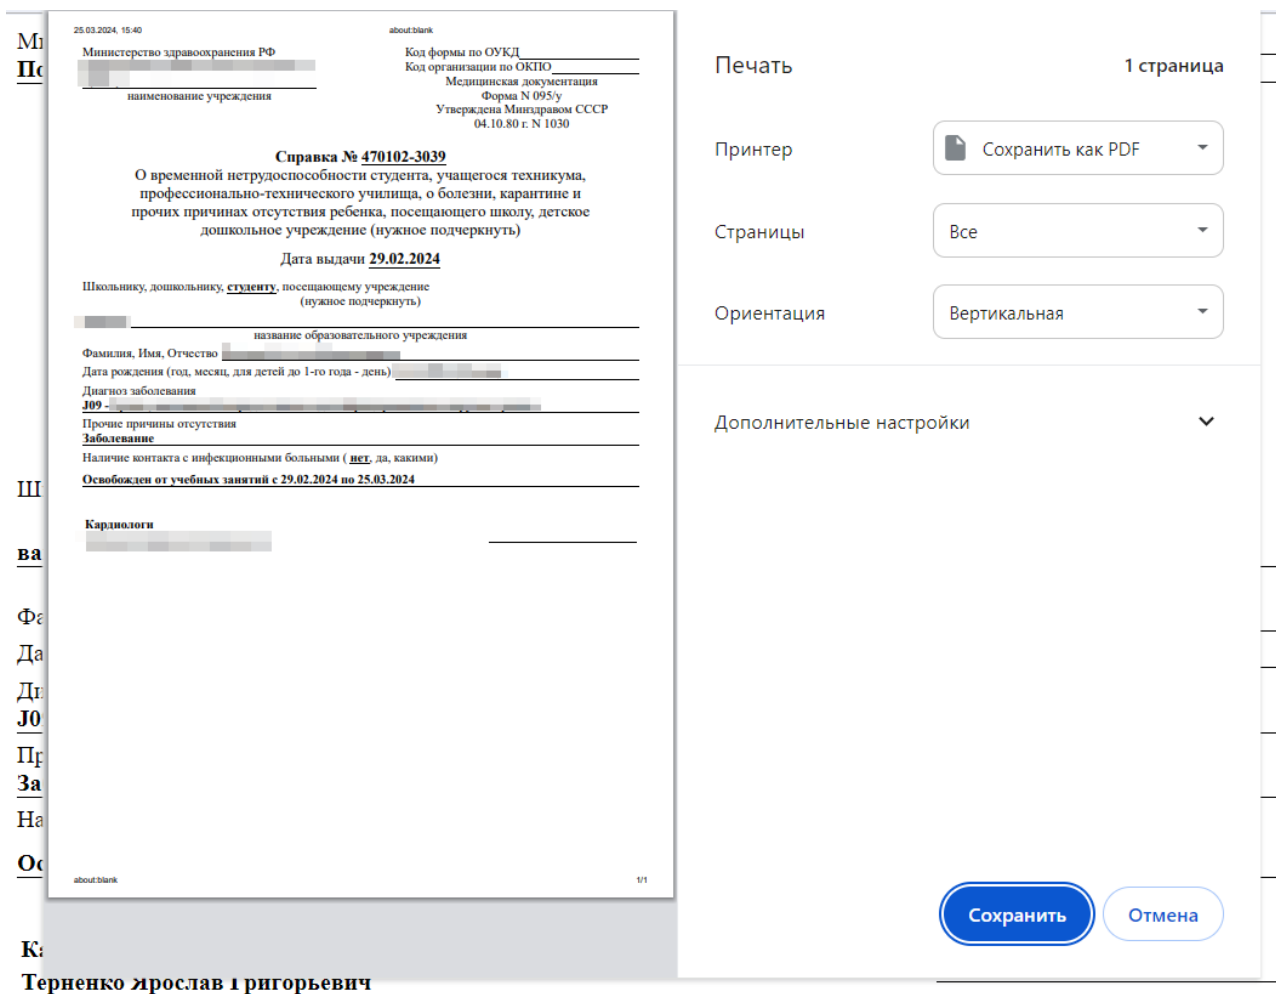 25.03.2024, 15:40
about:blank
Министерство здравоохранения РФ
наименование учреждения
Код формы по ОУКД
Код организации по ОКПО
Медицинская документация
Форма N 095/у
Утверждена Минздравом СССР
04.10.80 г. N 1030
Справка № 470102-3039
О временной нетрудоспособности студента, учащегося техникума,
профессионально-технического училища, о болезни, карантине и
прочих причинах отсутствия ребенка, посещающего школу, детское
дошкольное учреждение (нужное подчеркнуть)
Дата выдачи 29.02.2024
Школьнику, дошкольнику, студенту, посещающему учреждение
(нужное подчеркнуть)
название образовательного учреждения
Фамилия, Имя, Отчество
Дата рождения (год, месяц, для детей до 1-го года - день)
Диагноз заболевания
J09 -
Прочие причины отсутствия
Заболевание
Наличие контакта с инфекционными больными ( нет, да, какими)
Освобожден от учебных занятий с 29.02.2024 по 25.03.2024
Кардиологи
about:blank
1/1
Печать
1 страница
Принтер
Сохранить как PDF
Страницы
Все
Ориентация
Вертикальная
Дополнительные настройки
Сохранить
Отмена
Терненко Ярослав Григорьевич